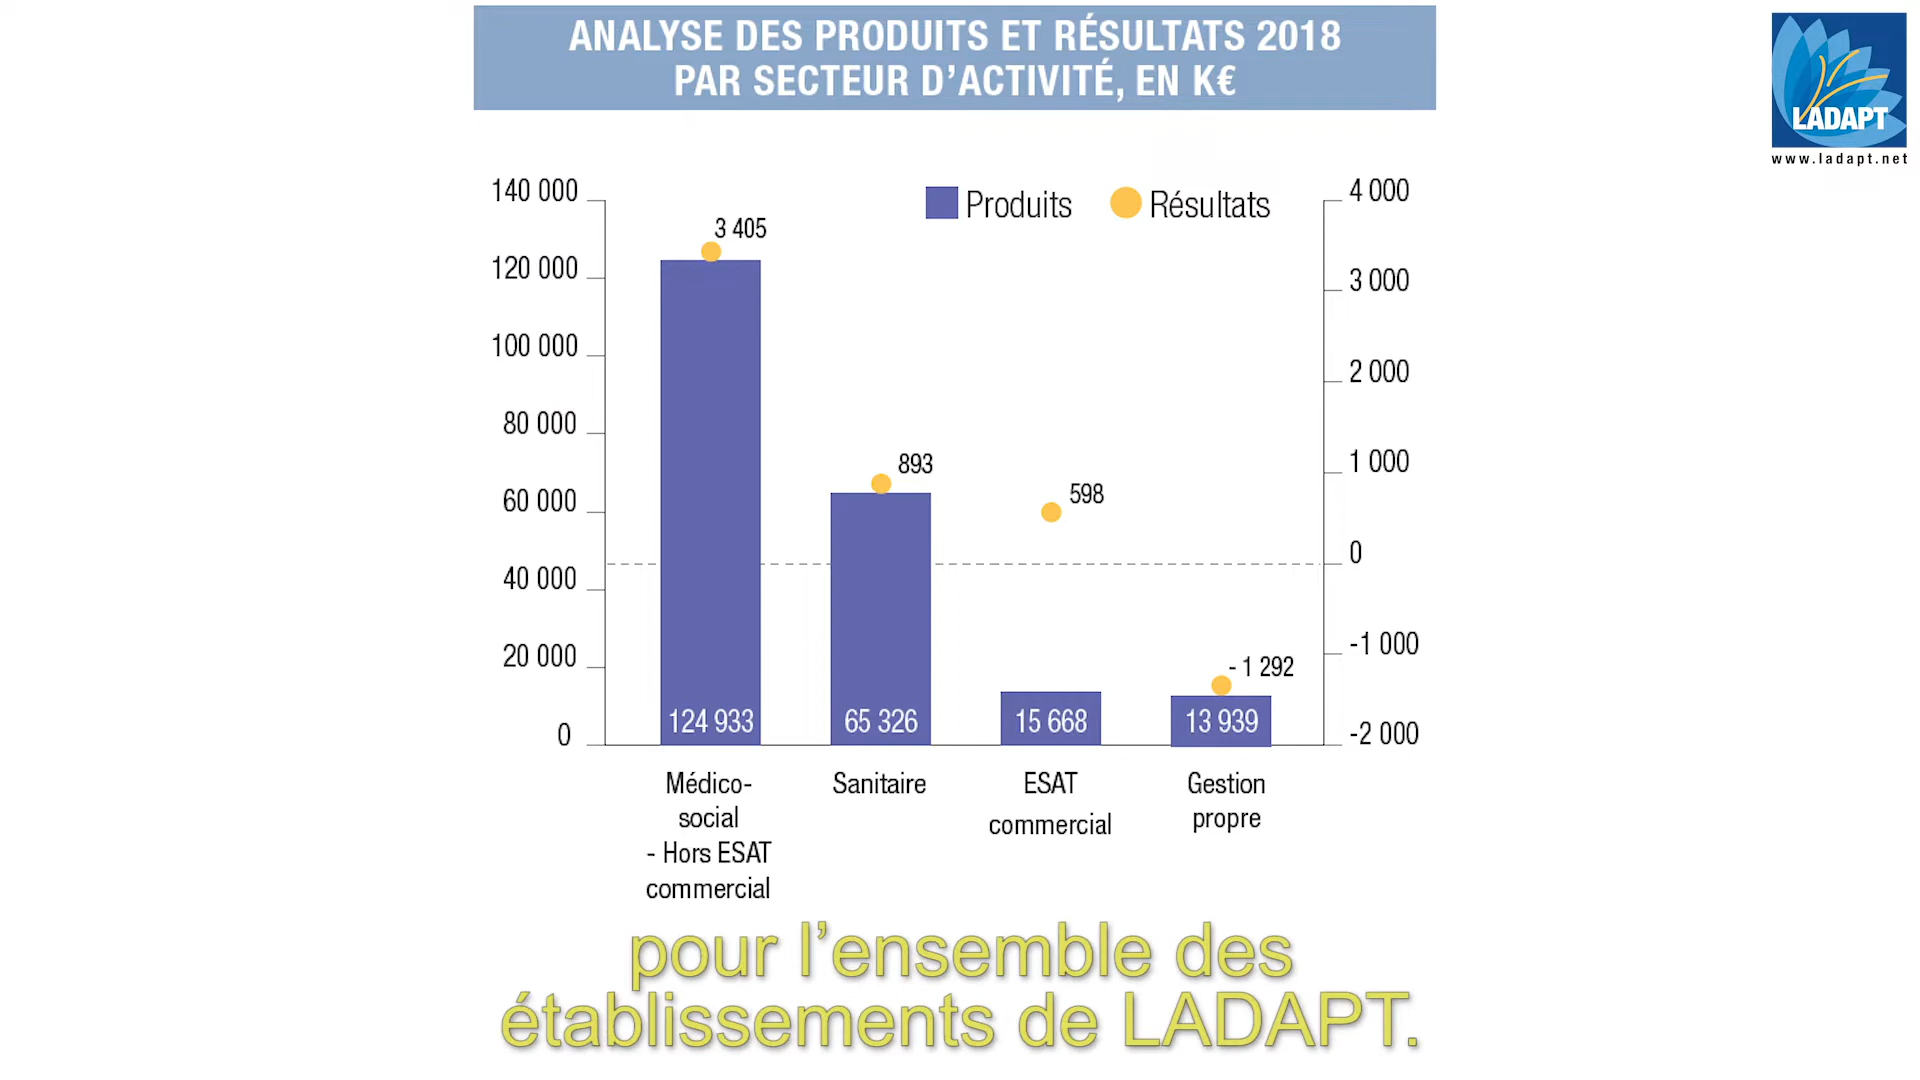 ANALYSE DES PRODUITS ET RÉSULTATS 2018
PAR SECTEUR D’ACTIVITÉ, EN K€
LADAPT
www.ladapt.net
Produits
Résultats
140 000
120 000
100 000
80 000
60 000
40 000
20 000
0
4 000
3 000
2 000
1 000
0
-1 000
-2 000
3 405
893
598
- 1 292
124 933
65 326
15 668
13 939
Médico-
social
- Hors ESAT
commercial
Sanitaire
ESAT
commercial
Gestion
propre
pour l’ensemble des
établissements de LADAPT.